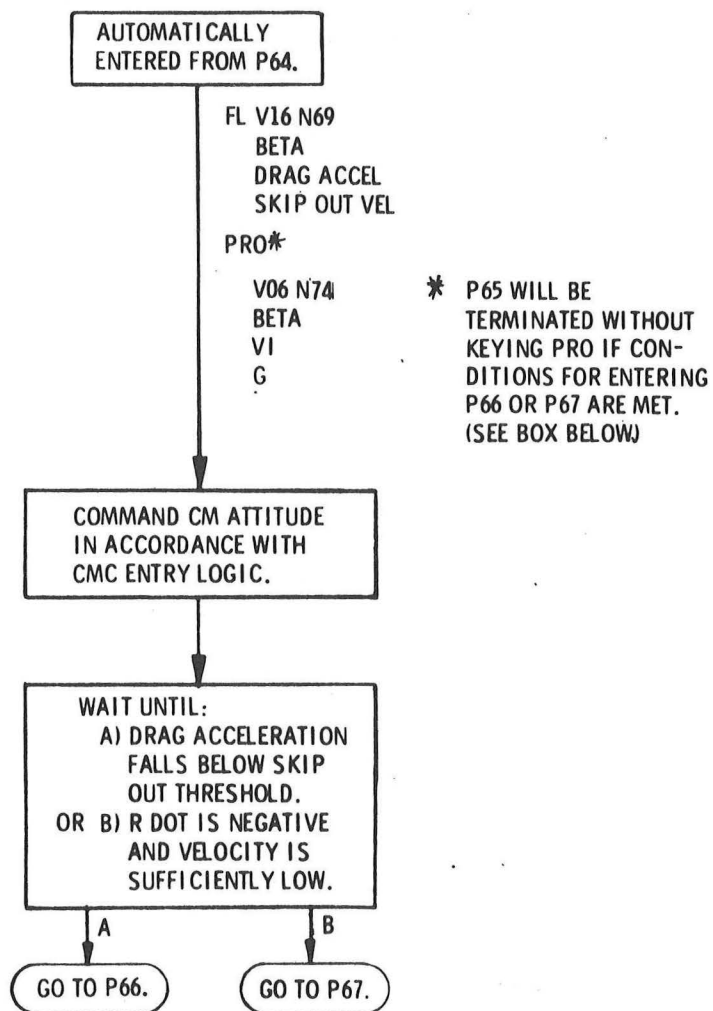 AUTOMATICALLY
ENTERED FROM P64.
FL V16 N69
BETA
DRAG ACCEL
SKIP OUT VEL
PRO*
V06 N74
BETA
VI
G
* P65 WILL BE
TERMINATED WITHOUT
KEYING PRO IF CON-
DITIONS FOR ENTERING
P66 OR P67 ARE MET.
(SEE BOX BELOW)
COMMAND CM ATTITUDE
IN ACCORDANCE WITH
CMC ENTRY LOGIC.
WAIT UNTIL:
A) DRAG ACCELERATION
FALLS BELOW SKIP
OUT THRESHOLD.
OR B) R DOT IS NEGATIVE
AND VELOCITY IS
SUFFICIENTLY LOW.
A
B
GO TO P66.
GO TO P67.